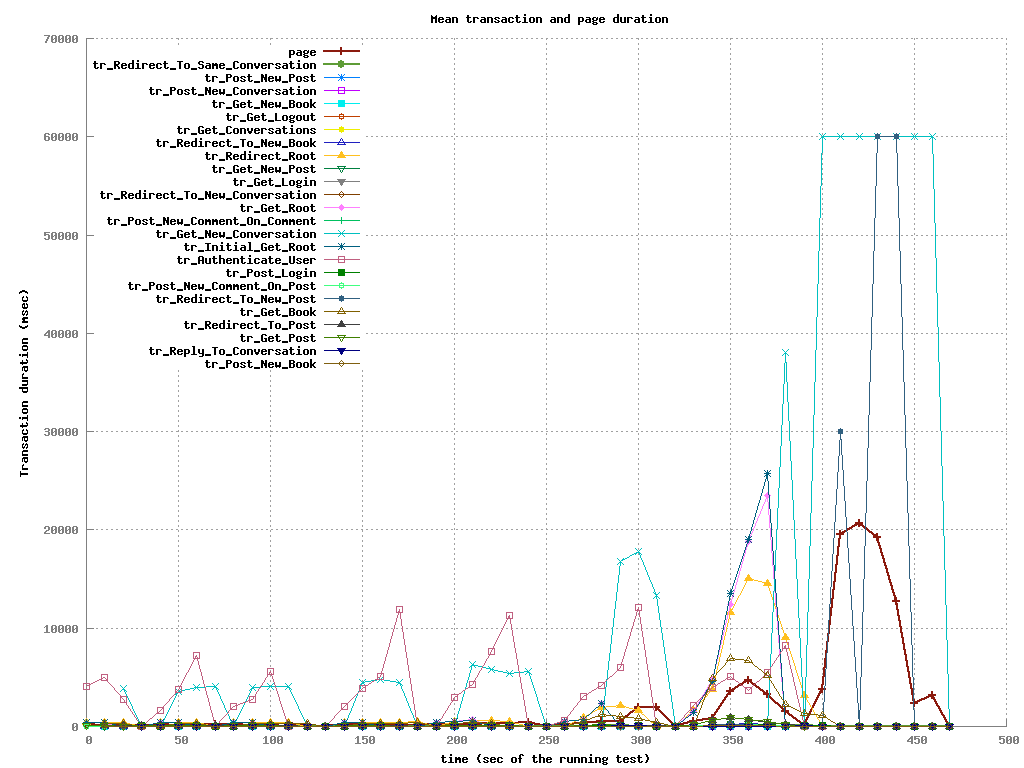 Mean transaction and page duration
70000
60000
50000
40000
30000
20000
10000
0
Transaction duration (msec)
page
tr_Redirect_To_Same_Conversation
tr_Post_New_Post
tr_Post_New_Conversation
tr_Get_New_Book
tr_Get_Logout
tr_Get_Conversations
tr_Redirect_To_New_Book
tr_Redirect_Root
tr_Get_New_Post
tr_Get_Login
tr_Redirect_To_New_Conversation
tr_Get_Root
tr_Post_New_Comment_On_Comment
tr_Get_New_Conversation
tr_Initial_Get_Root
tr_Authenticate_User
tr_Post_Login
tr_Post_New_Comment_On_Post
tr_Redirect_To_New_Post
tr_Get_Book
tr_Redirect_To_Post
tr_Get_Post
tr_Reply_To_Conversation
tr_Post_New_Book
0 50 100 150 200 250 300 350 400 450 500
time (sec of the running test)